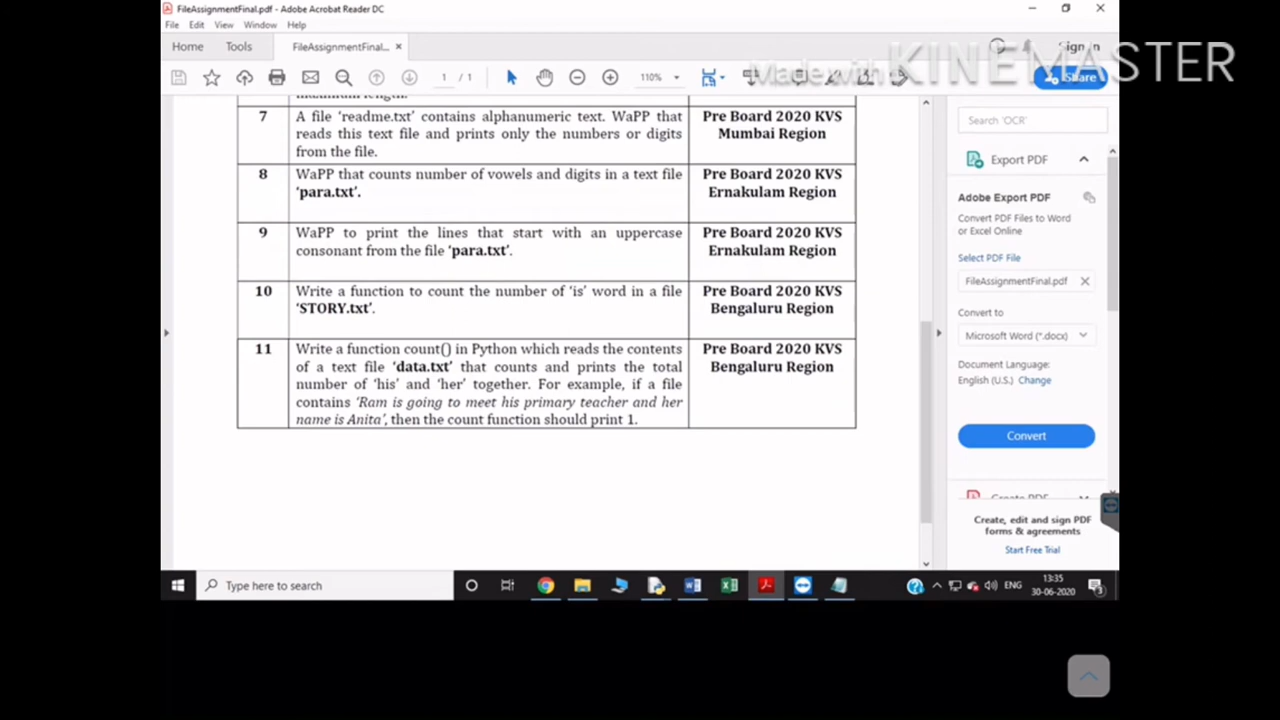 FileAssignmentFinal.pdf - Adobe Acrobat Reader DC
File Edit View Window Help
Home Tools FileAssignmentFinal... × Sign In
Made with KINEMASTER
1 / 1 110% Share
maximum length.
7 A file ‘readme.txt’ contains alphanumeric text. WaPP that Pre Board 2020 KVS
reads this text file and prints only the numbers or digits Mumbai Region
from the file.
8 WaPP that counts number of vowels and digits in a text file Pre Board 2020 KVS
‘para.txt’. Ernakulam Region
9 WaPP to print the lines that start with an uppercase Pre Board 2020 KVS
consonant from the file ‘para.txt’. Ernakulam Region
10 Write a function to count the number of ‘is’ word in a file Pre Board 2020 KVS
‘STORY.txt’. Bengaluru Region
11 Write a function count() in Python which reads the contents Pre Board 2020 KVS
of a text file ‘data.txt’ that counts and prints the total Bengaluru Region
number of ‘his’ and ‘her’ together. For example, if a file
contains ‘Ram is going to meet his primary teacher and her
name is Anita’, then the count function should print 1.
Search 'OCR'
Export PDF
Adobe Export PDF
Convert PDF Files to Word
or Excel Online
Select PDF File
FileAssignmentFinal.pdf ×
Convert to
Microsoft Word (*.docx)
Document Language:
English (U.S.) Change
Convert
Create PDF
Create, edit and sign PDF
forms & agreements
Start Free Trial
Type here to search ENG 13:35
30-06-2020 3